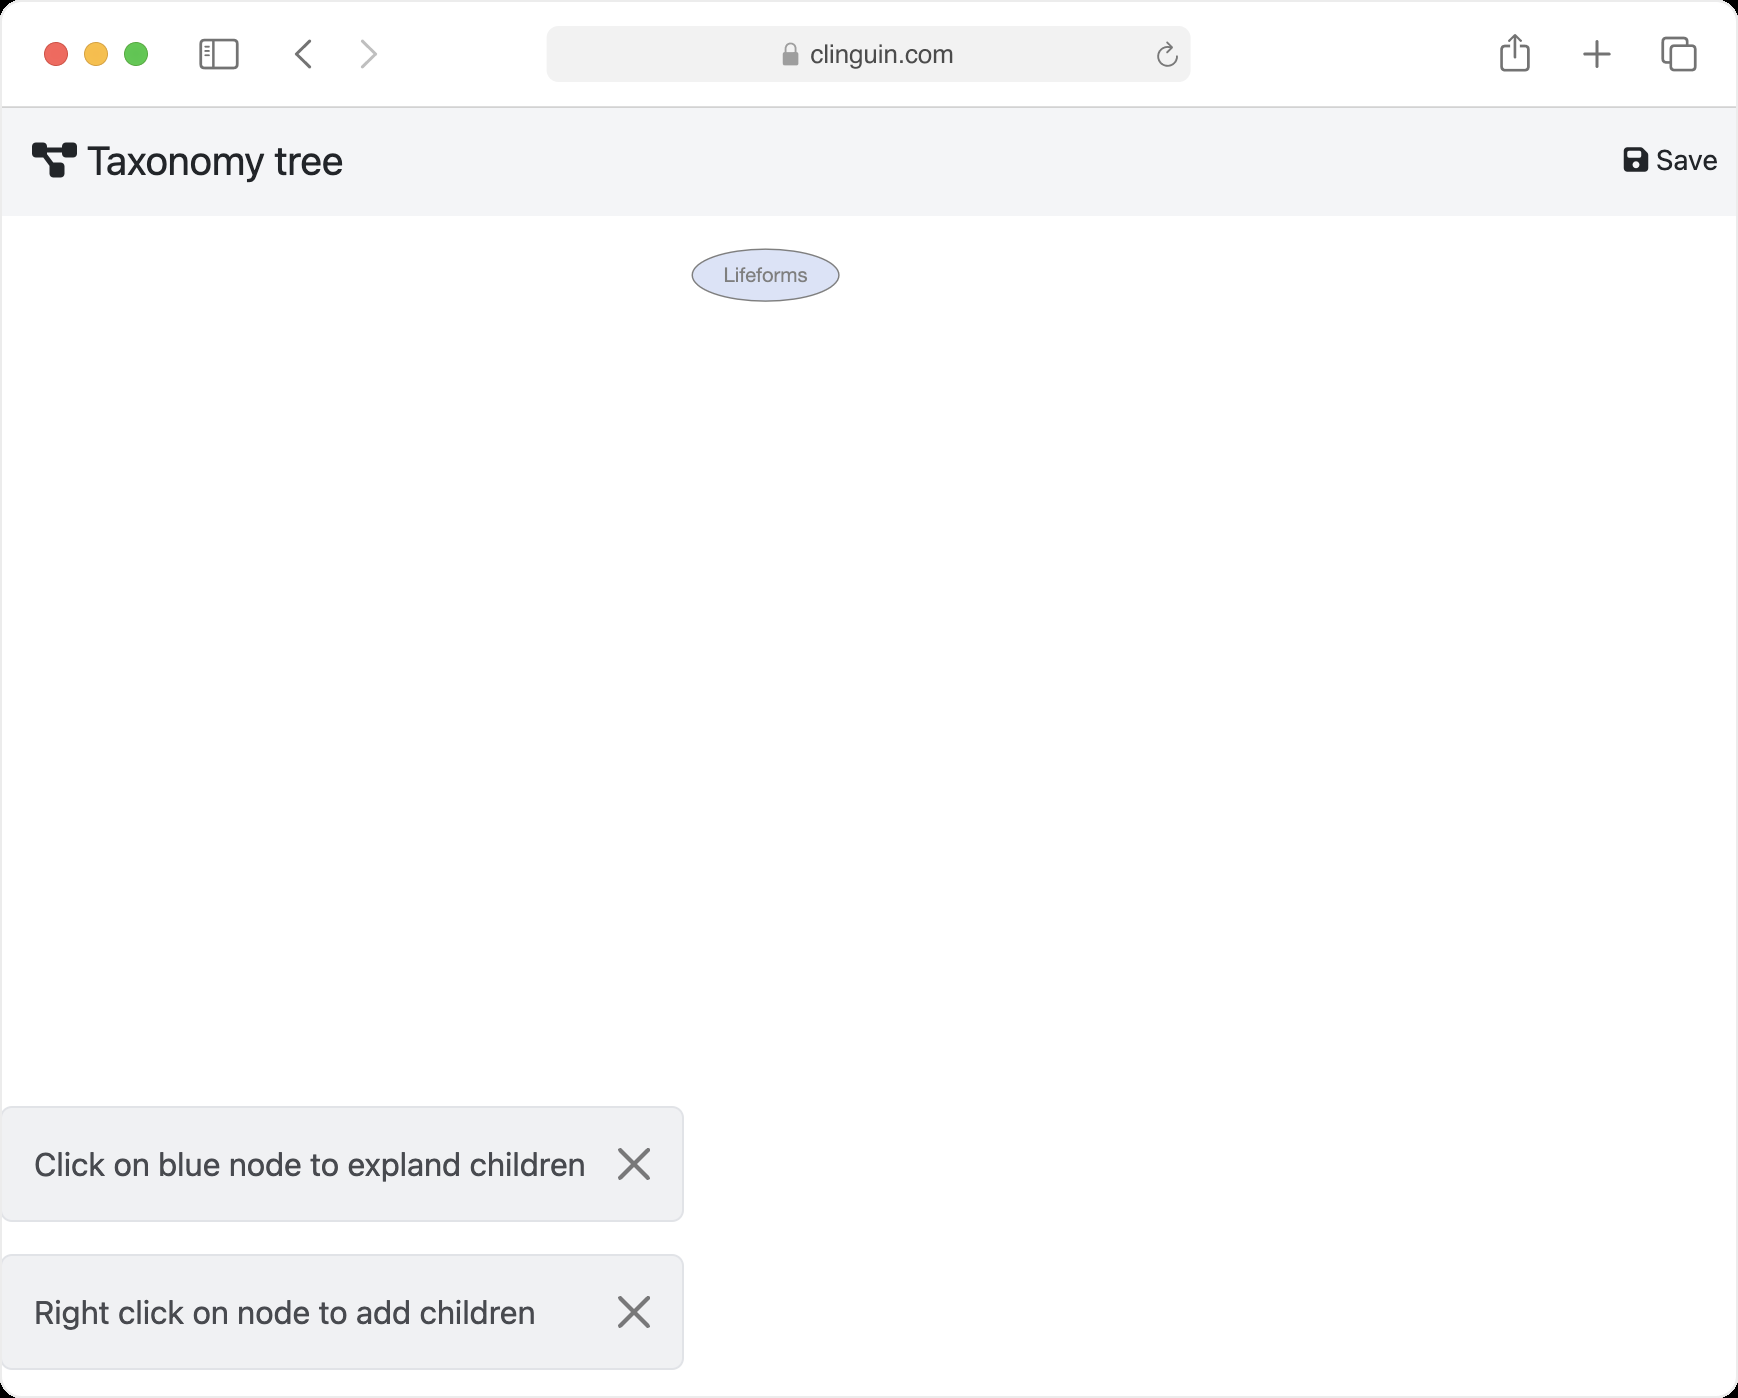 clinguin.com
Taxonomy tree
Save
Lifeforms
Click on blue node to expland children
Right click on node to add children